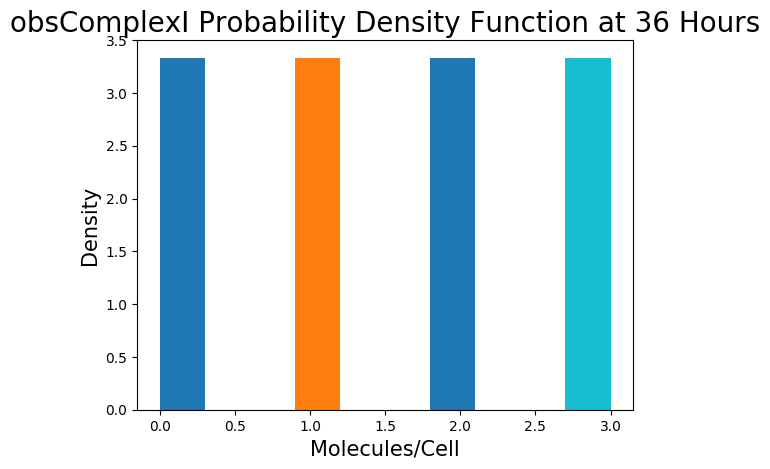 obsComplexI Probability Density Function at 36 Hours
3.5
3.0
2.5
2.0
1.5
1.0
0.5
0.0
Density
0.0 0.5 1.0 1.5 2.0 2.5 3.0
Molecules/Cell